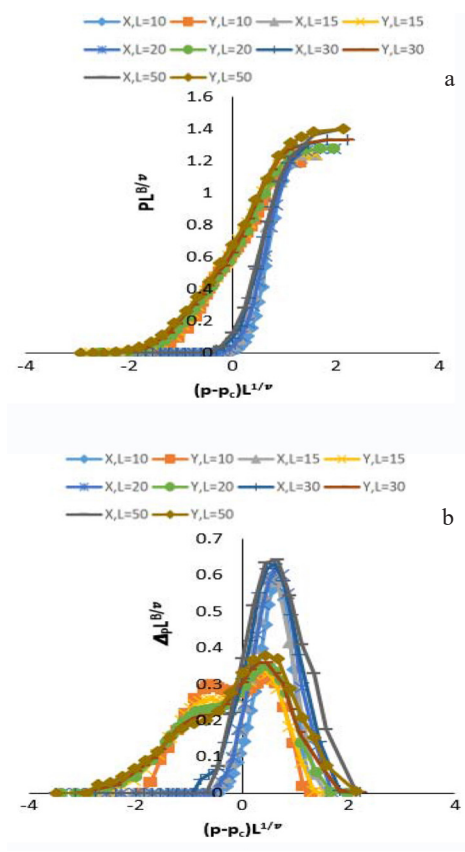 X,L=10 Y,L=10 X,L=15 Y,L=15
X,L=20 Y,L=20 X,L=30 Y,L=30
X,L=50 Y,L=50
a
1.6
1.4
1.2
1
0.8
0.6
0.4
0.2
0
PLᵝ/ᵠ
-4 -2 0 2 4
(p-pc)L¹/ᵠ
X,L=10 Y,L=10 X,L=15 Y,L=15
X,L=20 Y,L=20 X,L=30 Y,L=30
X,L=50 Y,L=50
b
0.7
0.6
0.5
0.4
0.3
0.2
0.1
0
ΔpLᵝ/ᵠ
-4 -2 0 2 4
(p-pc)L¹/ᵠ